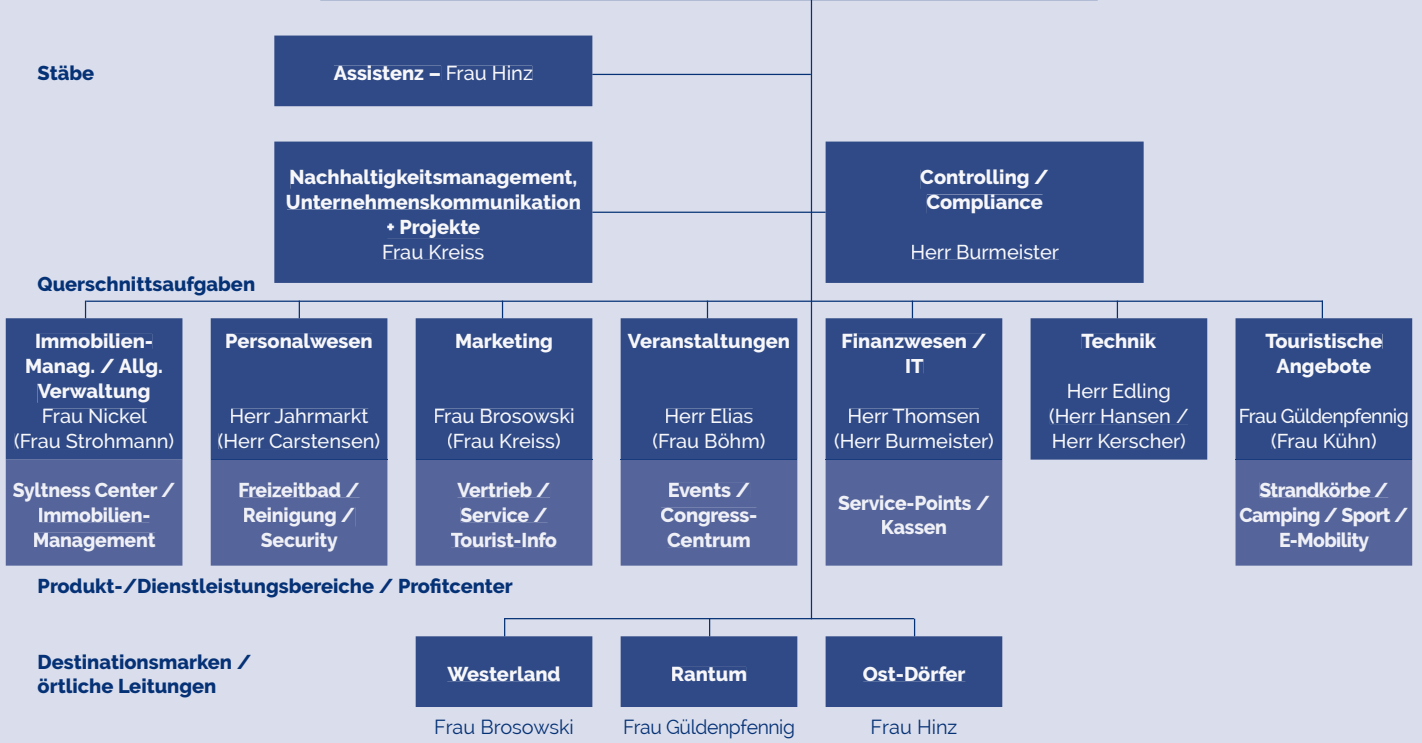 Stäbe
Assistenz – Frau Hinz
Nachhaltigkeitsmanagement,
Unternehmenskommunikation
+ Projekte
Frau Kreiss
Controlling /
Compliance
Herr Burmeister
Querschnittsaufgaben
Immobilien-
Manag. / Allg.
Verwaltung
Frau Nickel
(Frau Strohmann)
Personalwesen
Herr Jahrmarkt
(Herr Carstensen)
Marketing
Frau Brosowski
(Frau Kreiss)
Veranstaltungen
Herr Elias
(Frau Böhm)
Finanzwesen /
IT
Herr Thomsen
(Herr Burmeister)
Technik
Herr Edling
(Herr Hansen /
Herr Kerscher)
Touristische
Angebote
Frau Güldenpfennig
(Frau Kühn)
Syltness Center /
Immobilien-
Management
Freizeitbad /
Reinigung /
Security
Vertrieb /
Service /
Tourist-Info
Events /
Congress-
Centrum
Service-Points /
Kassen
Strandkörbe /
Camping / Sport /
E-Mobility
Produkt-/Dienstleistungsbereiche / Profitcenter
Destinationsmarken /
örtliche Leitungen
Westerland
Frau Brosowski
Rantum
Frau Güldenpfennig
Ost-Dörfer
Frau Hinz